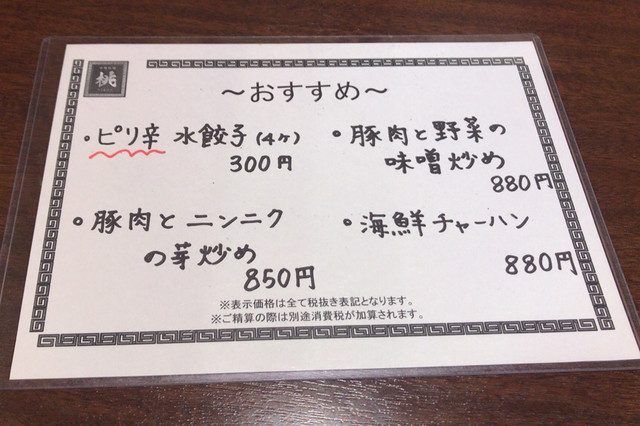 桃
～おすすめ～
・ピリ辛 水餃子(4ヶ)
300円
・豚肉と野菜の
味噌炒め
880円
・豚肉とニンニク
の芽炒め
850円
・海鮮チャーハン
880円
※表示価格は全て税抜き表記となります。
※ご精算の際は別途消費税が加算されます。